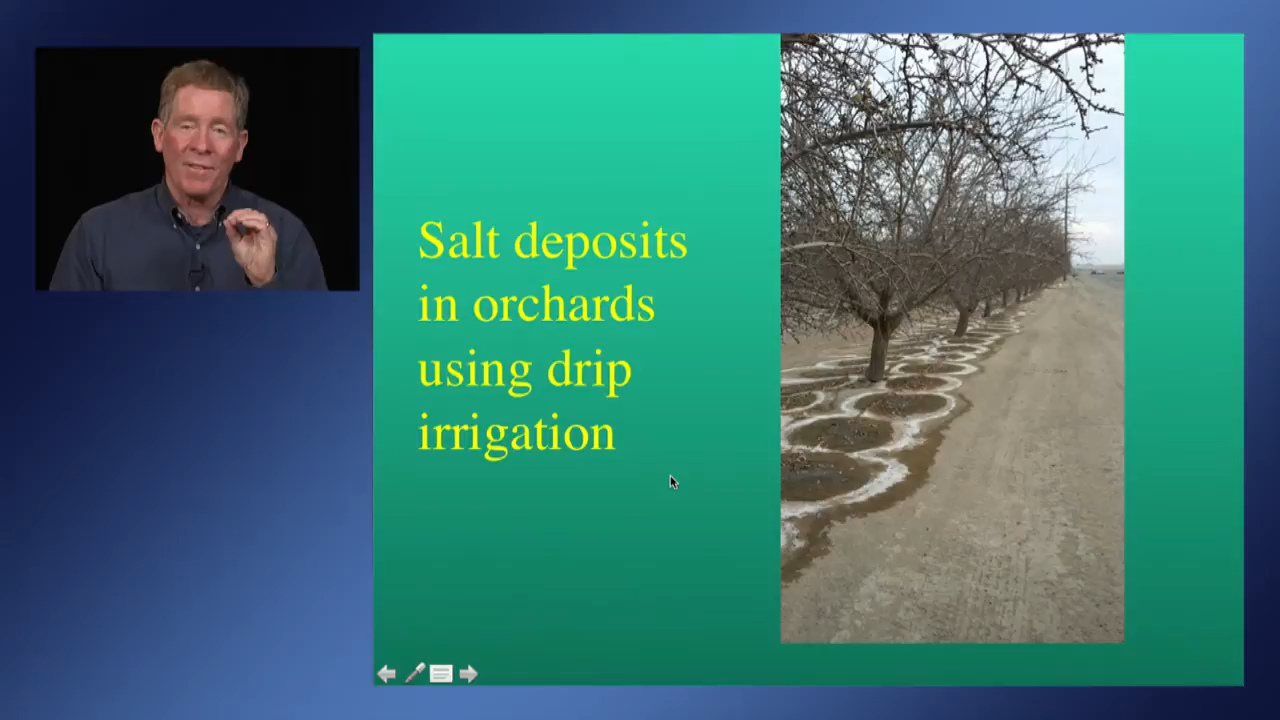 Salt deposits
in orchards
using drip
irrigation